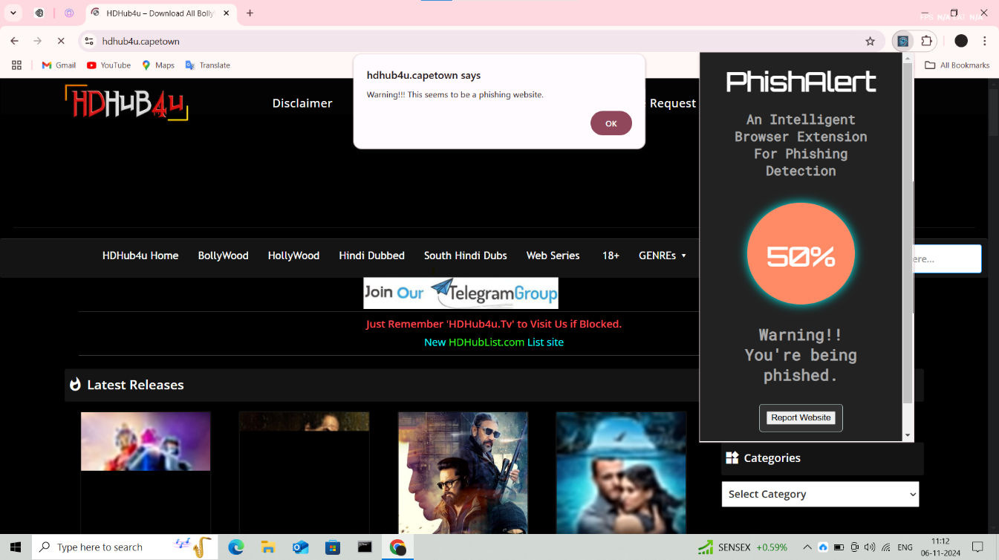 HDHub4u – Download All Bolly
FPS N/A LAT N/A
hdhub4u.capetown
Gmail YouTube Maps Translate All Bookmarks
HDHuB4u
Disclaimer
Request
hdhub4u.capetown says
Warning!!! This seems to be a phishing website.
OK
PhishAlert
An Intelligent
Browser Extension
For Phishing
Detection
50%
Warning!!
You're being
phished.
Report Website
HDHub4u Home BollyWood HollyWood Hindi Dubbed South Hindi Dubs Web Series 18+ GENREs
ere...
Join Our TelegramGroup
Just Remember 'HDHub4u.Tv' to Visit Us if Blocked.
New HDHubList.com List site
Latest Releases
Categories
Select Category
Type here to search
SENSEX +0.59%
ENG
11:12
06-11-2024